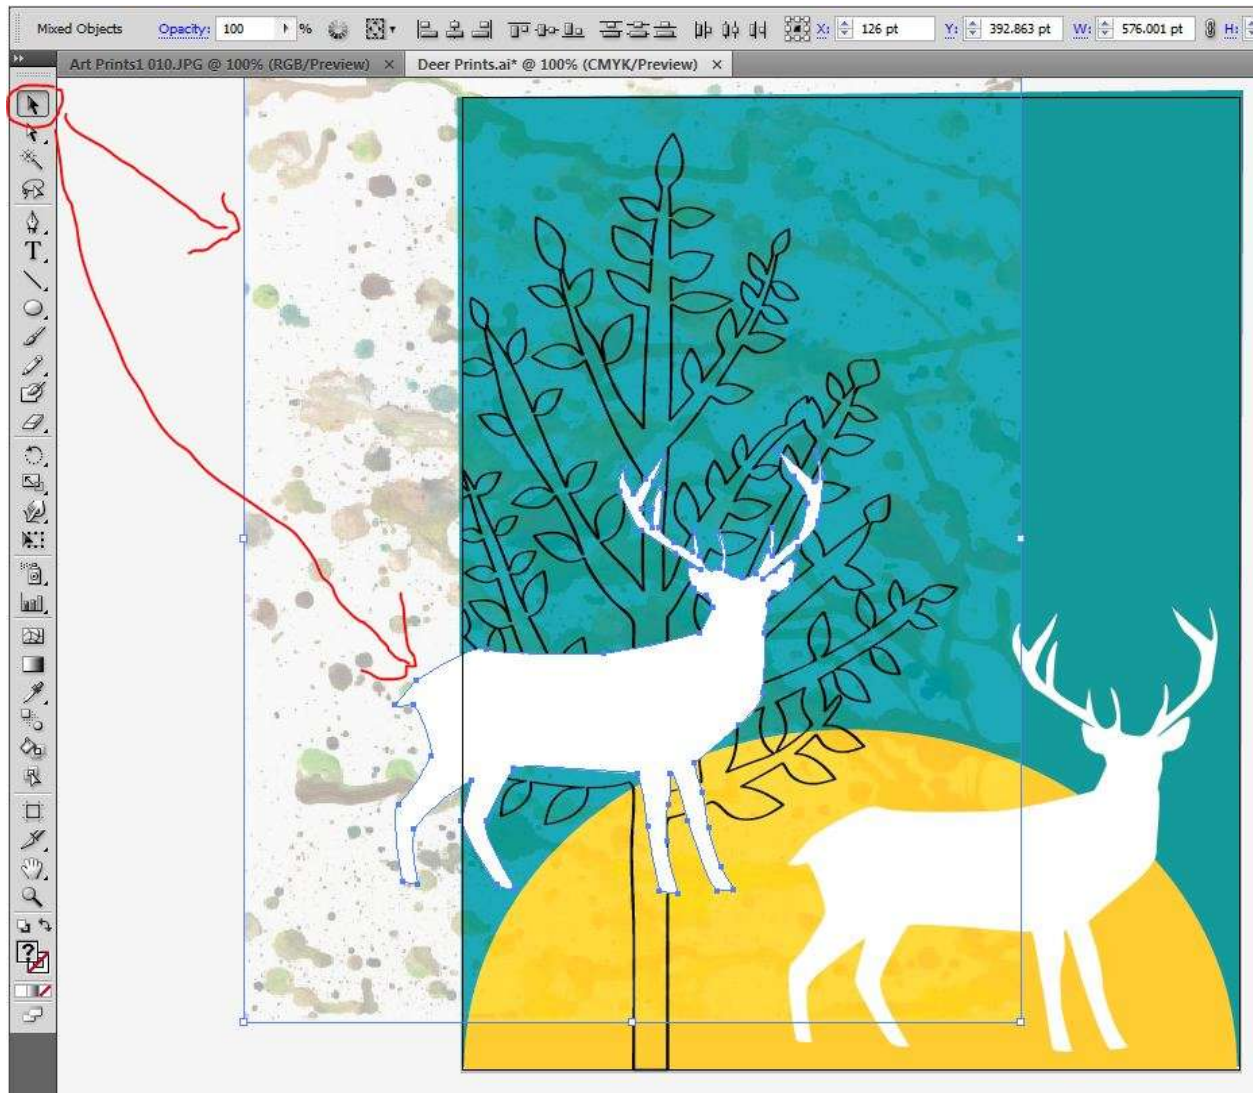 Mixed Objects Opacity: 100 % X: 126 pt Y: 392.863 pt W: 576.001 pt H:
Art Prints1 010.JPG @ 100% (RGB/Preview) × Deer Prints.ai* @ 100% (CMYK/Preview) ×
T
?